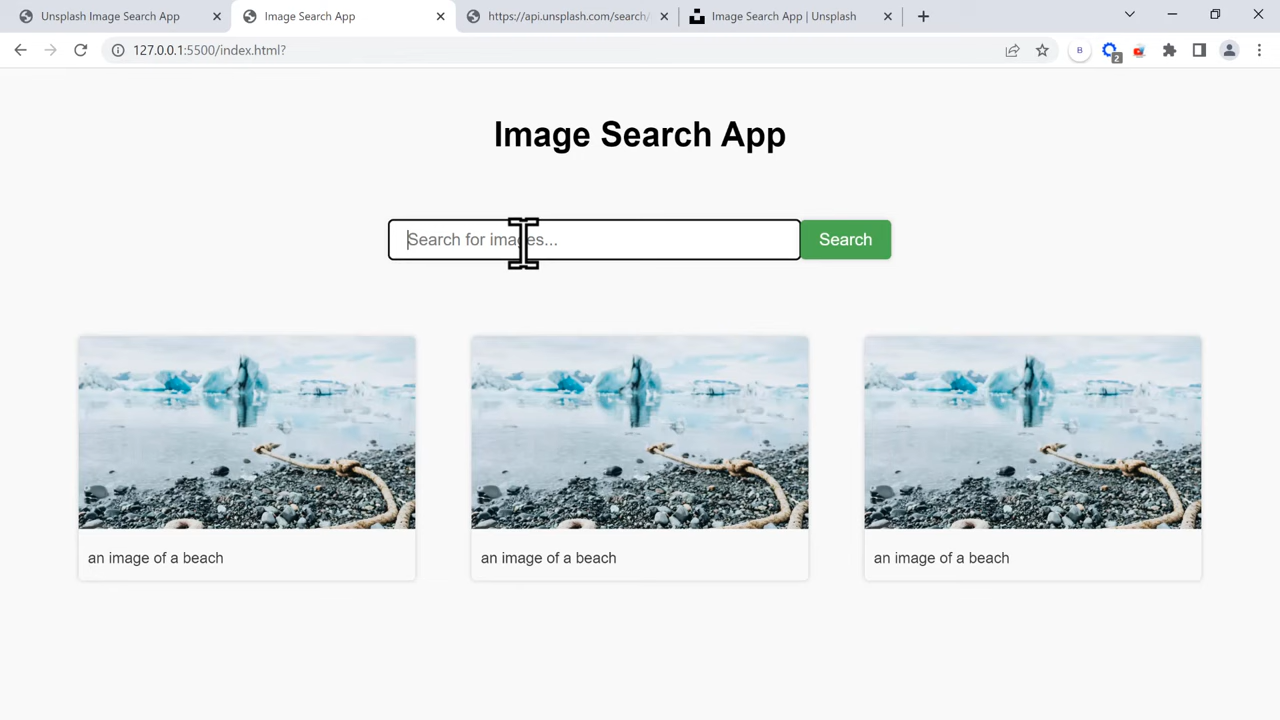 Unsplash Image Search App
Image Search App
https://api.unsplash.com/search/
Image Search App | Unsplash
127.0.0.1:5500/index.html?
B
2
Image Search App
Search for images...
Search
an image of a beach
an image of a beach
an image of a beach